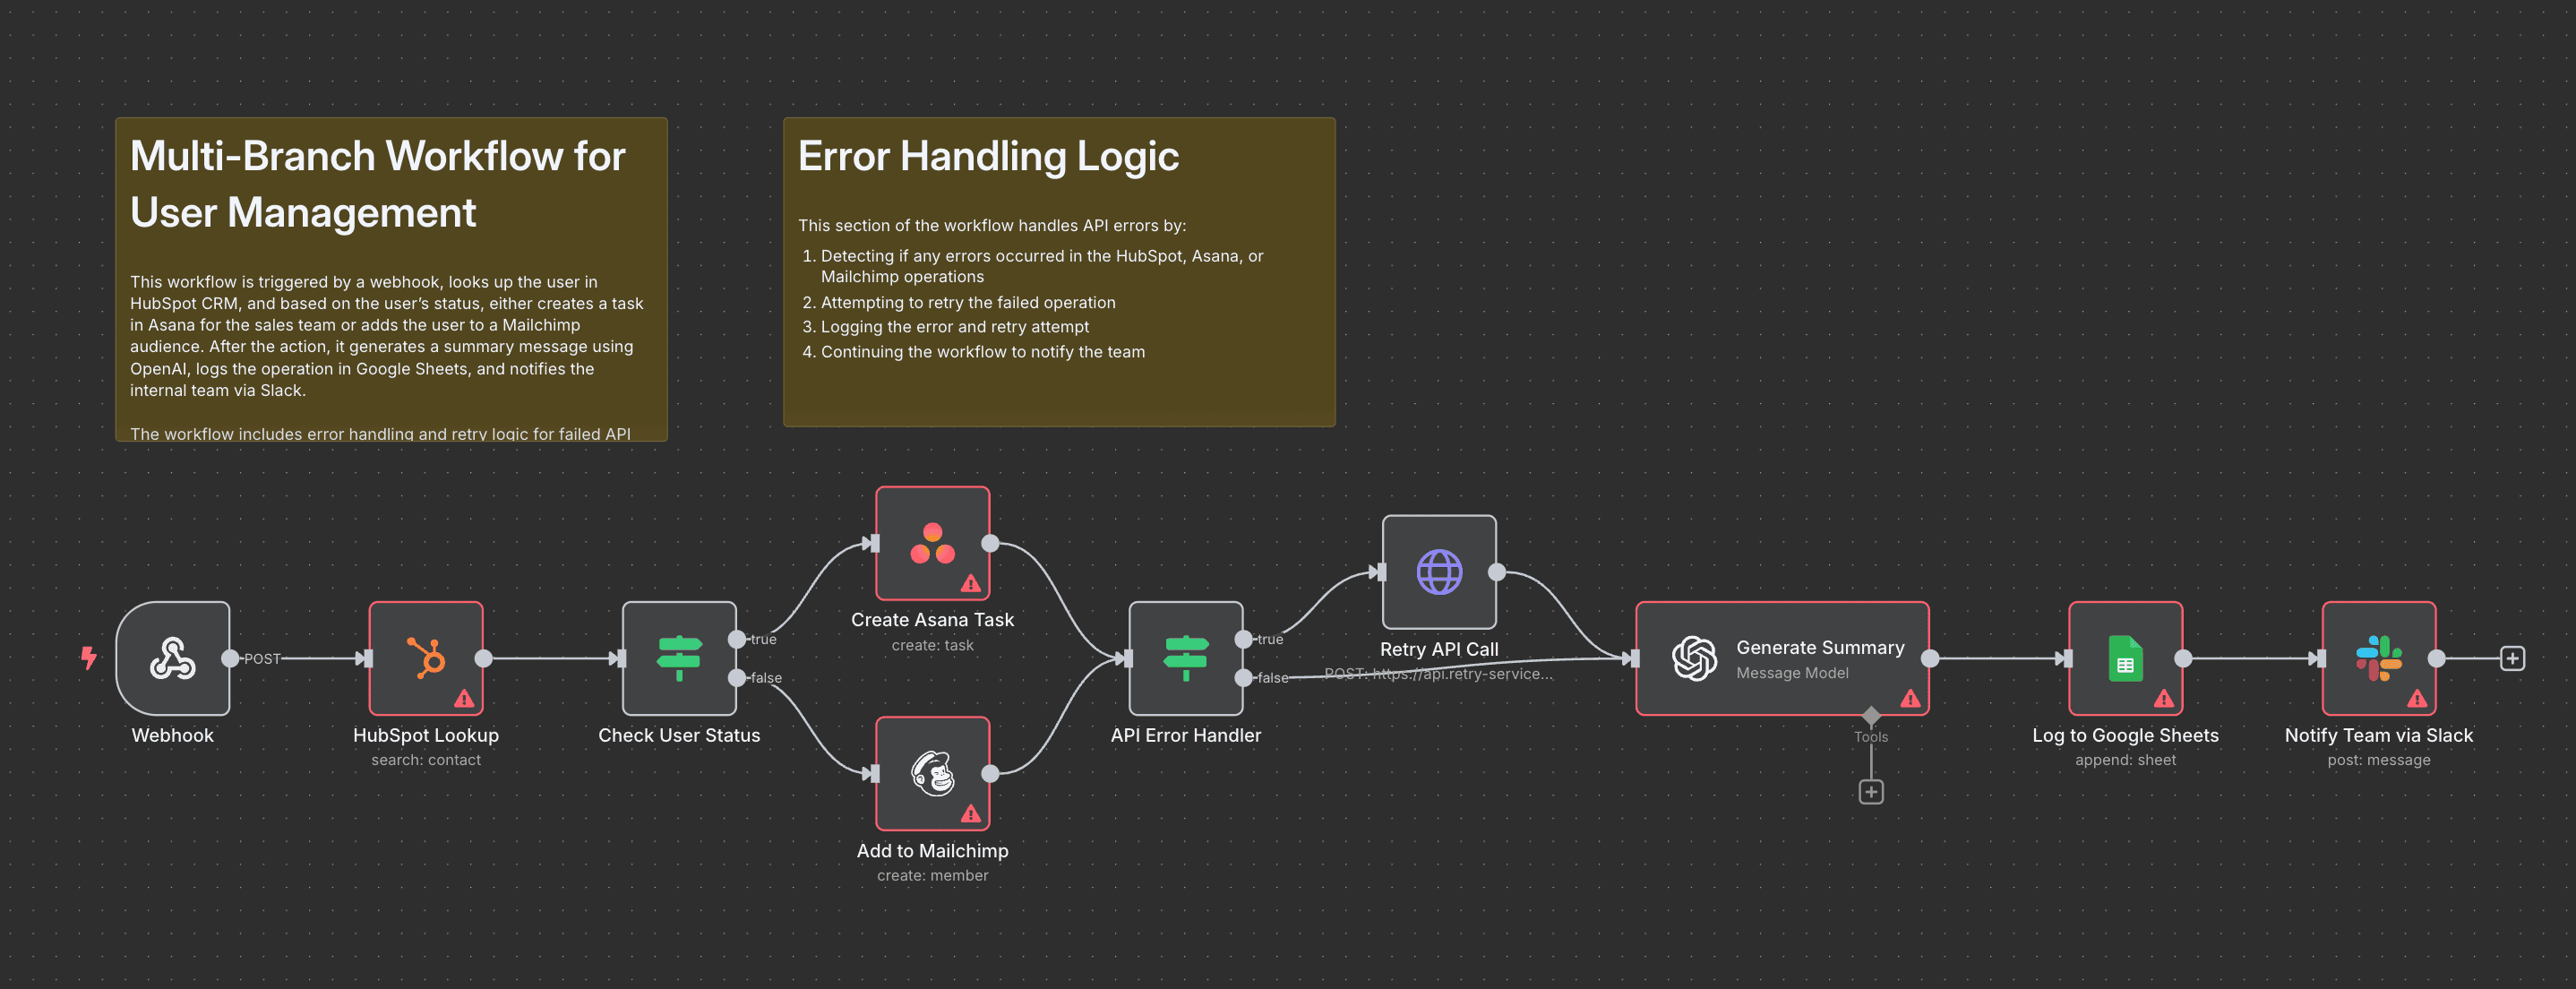 Multi-Branch Workflow for
User Management
This workflow is triggered by a webhook, looks up the user in
HubSpot CRM, and based on the user's status, either creates a task
in Asana for the sales team or adds the user to a Mailchimp
audience. After the action, it generates a summary message using
OpenAI, logs the operation in Google Sheets, and notifies the
internal team via Slack.
The workflow includes error handling and retry logic for failed API
Error Handling Logic
This section of the workflow handles API errors by:
1. Detecting if any errors occurred in the HubSpot, Asana, or
Mailchimp operations
2. Attempting to retry the failed operation
3. Logging the error and retry attempt
4. Continuing the workflow to notify the team
POST
Webhook
HubSpot Lookup
search: contact
true
false
Check User Status
Create Asana Task
create: task
Add to Mailchimp
create: member
true
false
API Error Handler
Retry API Call
POST: https://api.retry-service...
Generate Summary
Message Model
Tools
Log to Google Sheets
append: sheet
Notify Team via Slack
post: message